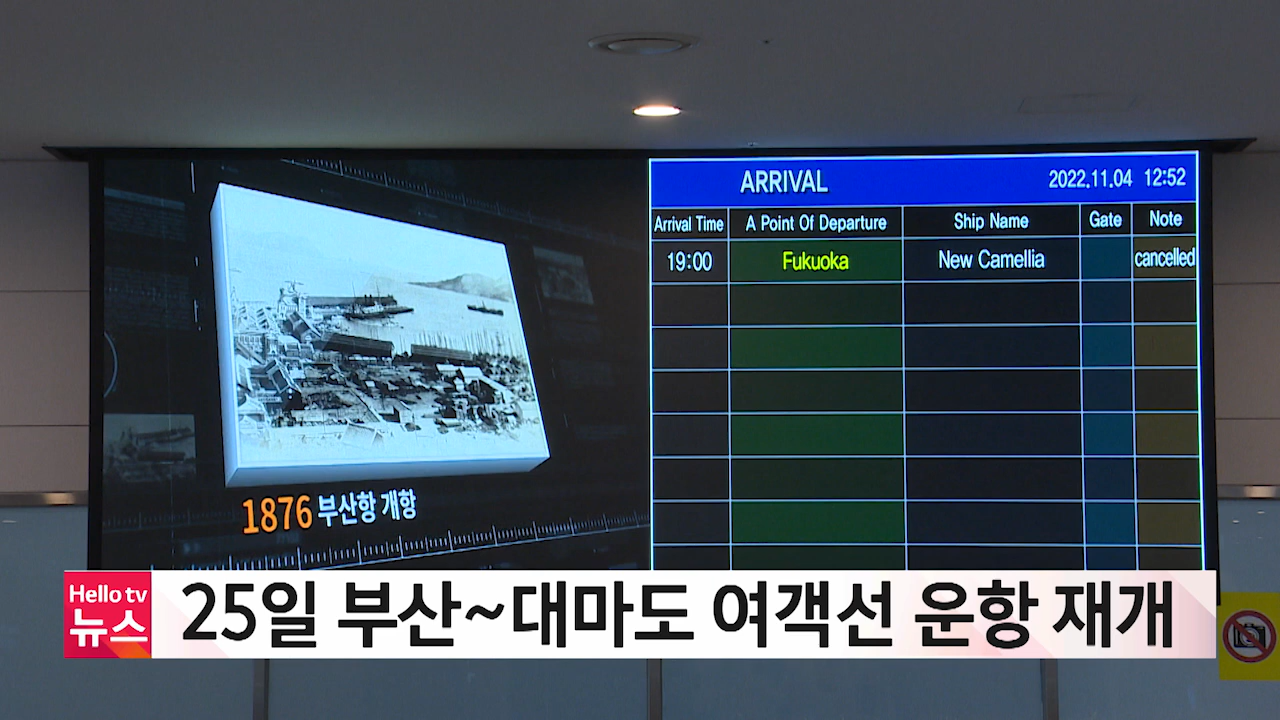 ARRIVAL
2022.11.04 12:52
Arrival Time A Point Of Departure Ship Name Gate Note
19:00 Fukuoka New Camellia cancelled
1876 부산항 개항
Hello tv
뉴스
25일 부산~대마도 여객선 운항 재개